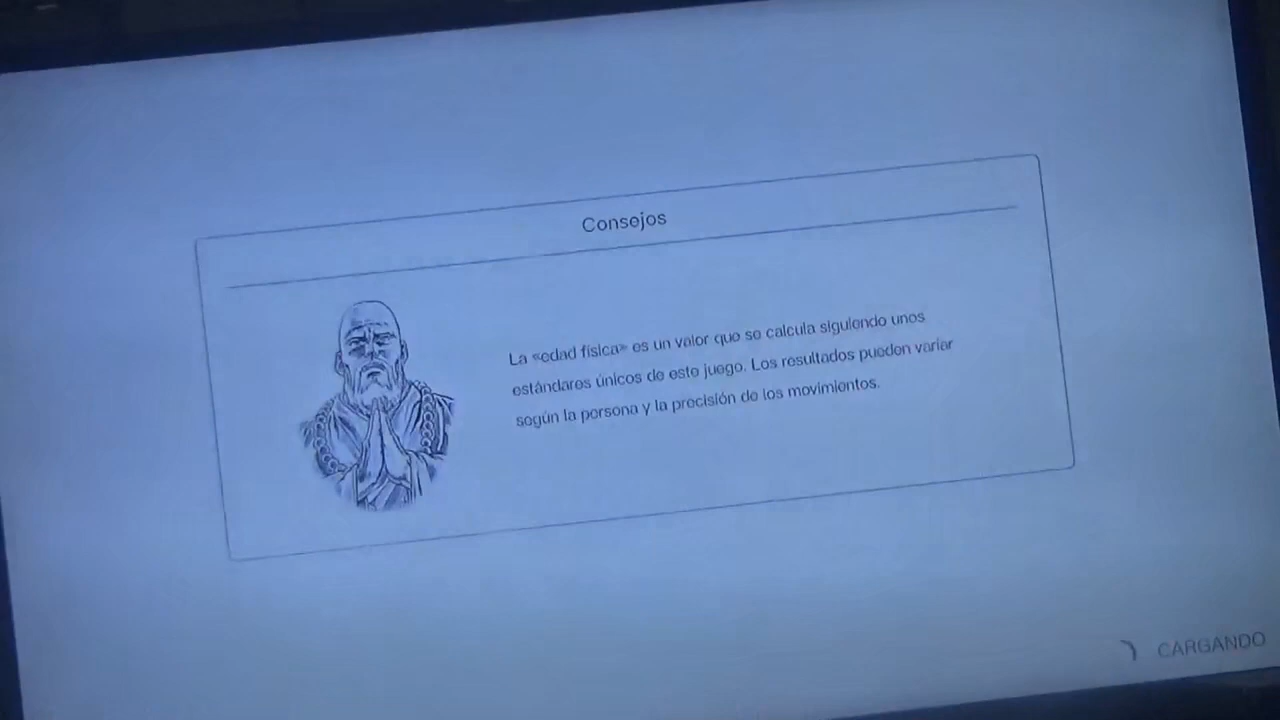 Consejos
La «edad física» es un valor que se calcula siguiendo unos
estándares únicos de este juego. Los resultados pueden variar
según la persona y la precisión de los movimientos.
CARGANDO